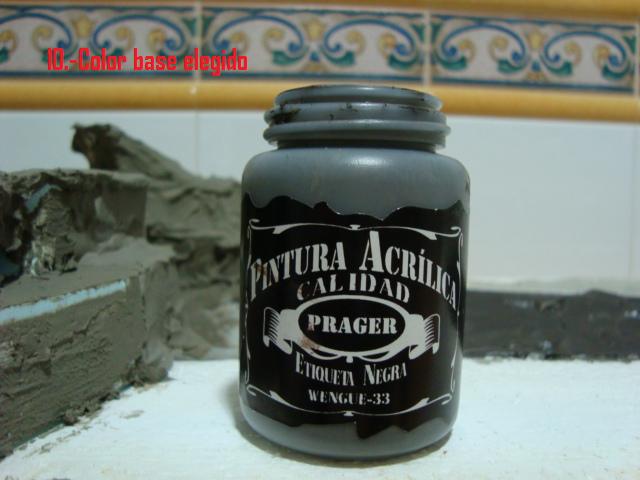 10.-Color base elegido
PINTURA ACRÍLICA
CALIDAD
PRAGER
ETIQUETA NEGRA
WENGUE-33